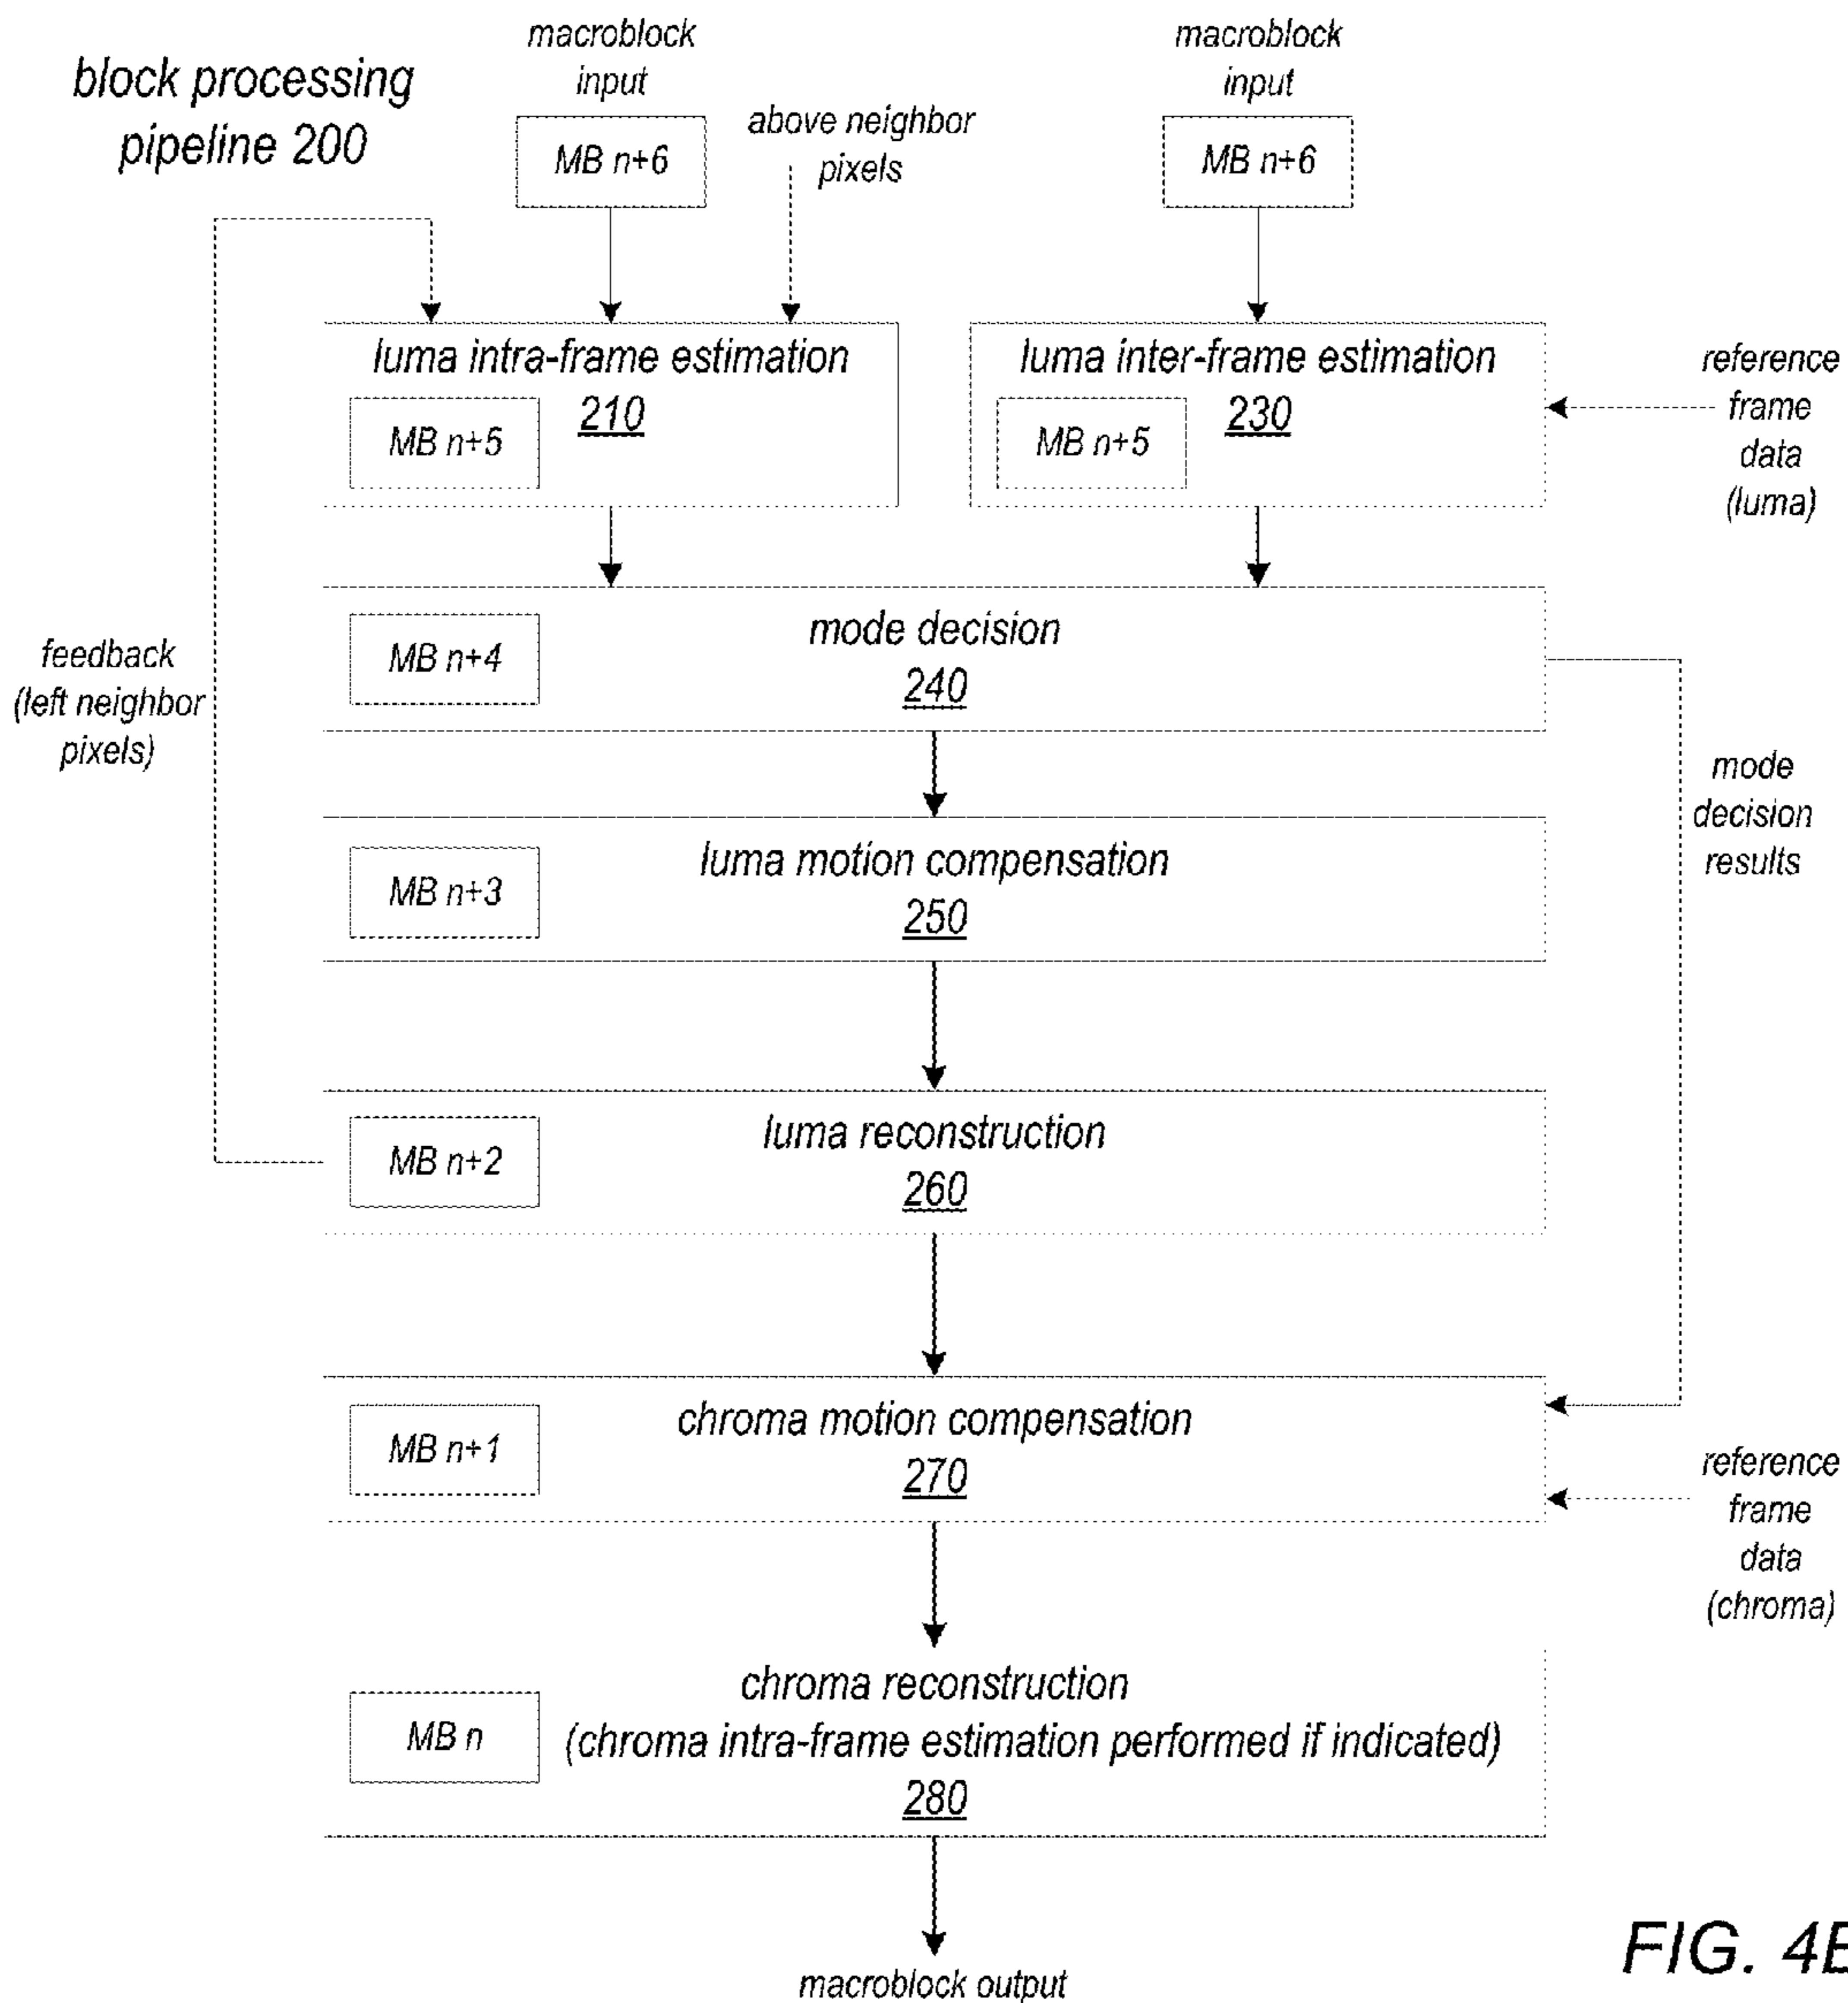 block processing
pipeline 200
macroblock
input
MB n+6
above neighbor
pixels
macroblock
input
MB n+6
luma intra-frame estimation
210
MB n+5
luma inter-frame estimation
230
MB n+5
reference
frame
data
(luma)
mode decision
240
MB n+4
feedback
(left neighbor
pixels)
mode
decision
results
luma motion compensation
250
MB n+3
luma reconstruction
260
MB n+2
chroma motion compensation
270
MB n+1
reference
frame
data
(chroma)
chroma reconstruction
(chroma intra-frame estimation performed if indicated)
280
MB n
macroblock output
FIG. 4B